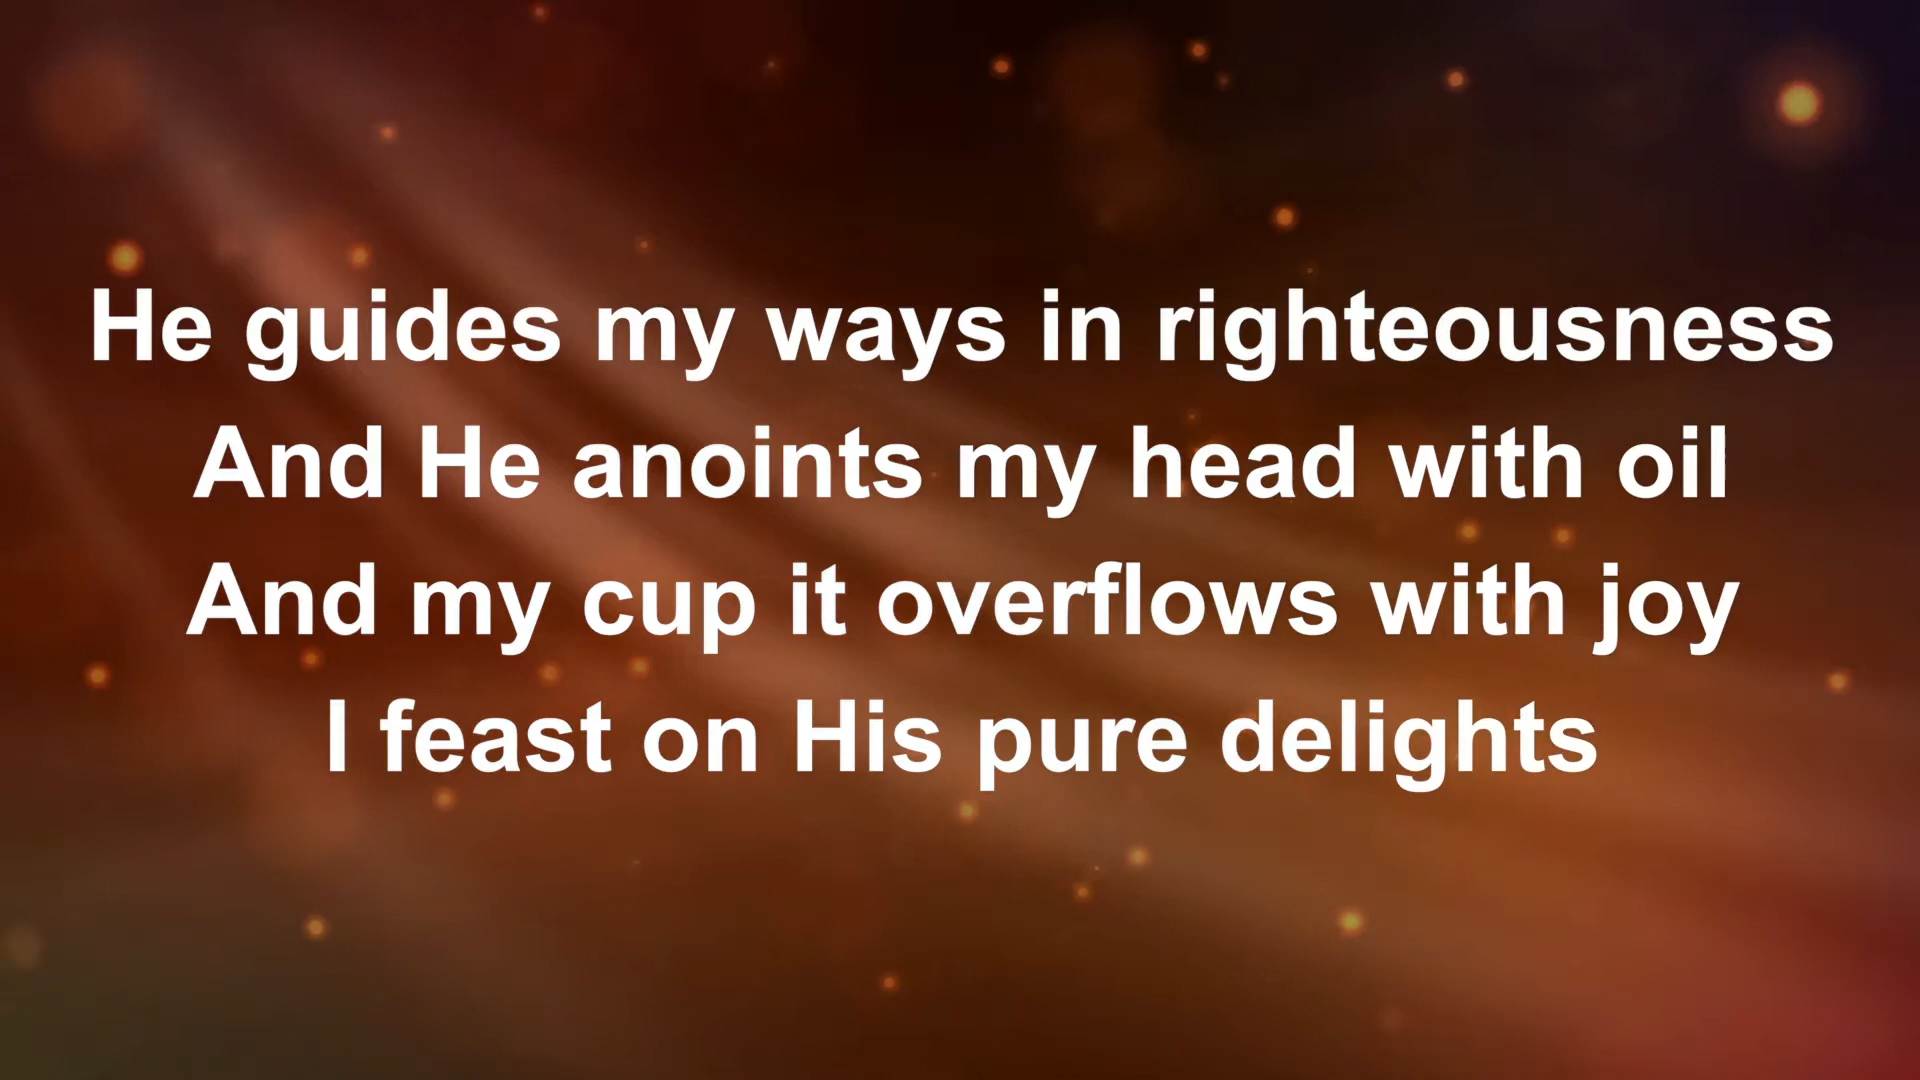 He guides my ways in righteousness
And He anoints my head with oil
And my cup it overflows with joy
I feast on His pure delights